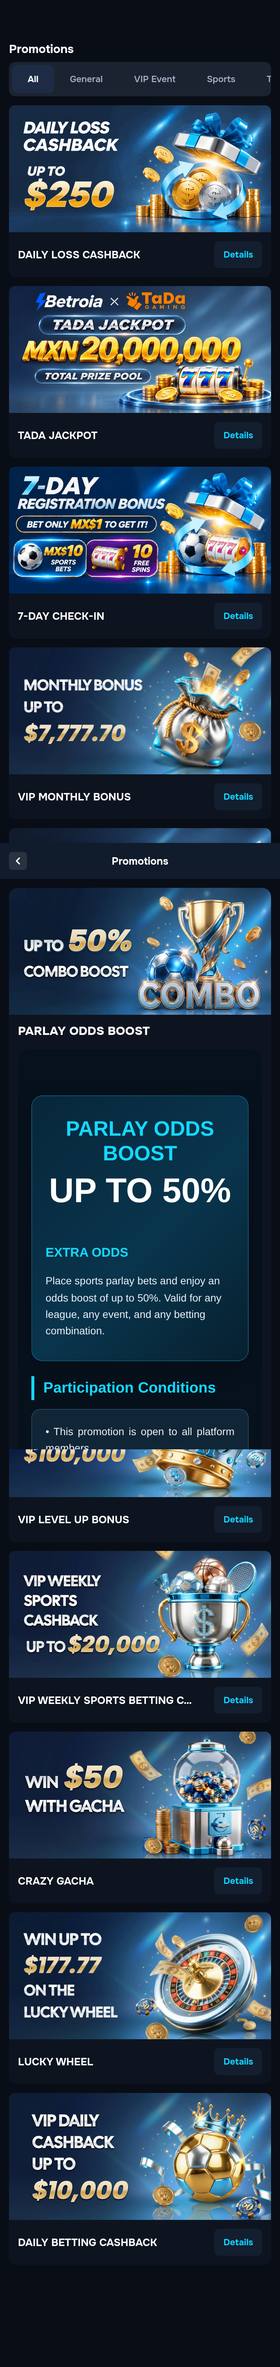 Promotions
All General VIP Event Sports T
DAILY LOSS
CASHBACK
UP TO
$250
DAILY LOSS CASHBACK Details
Betroia × TaDa
GAMING
TADA JACKPOT
MXN 20,000,000
TOTAL PRIZE POOL
777
TADA JACKPOT Details
7-DAY
REGISTRATION BONUS
BET ONLY MX$1 TO GET IT!
MX$10
SPORTS
BETS
10
FREE
SPINS
777
7-DAY CHECK-IN Details
MONTHLY BONUS
UP TO
$7,777.70
$
VIP MONTHLY BONUS Details
Promotions
UP TO 50%
COMBO BOOST
COMBO
PARLAY ODDS BOOST
PARLAY ODDS
BOOST
UP TO 50%
EXTRA ODDS
Place sports parlay bets and enjoy an
odds boost of up to 50%. Valid for any
league, any event, and any betting
combination.
Participation Conditions
• This promotion is open to all platform
members
$100,000
VIP LEVEL UP BONUS Details
VIP WEEKLY
SPORTS
CASHBACK
UP TO $20,000
$
VIP WEEKLY SPORTS BETTING C... Details
WIN $50
WITH GACHA
€
CRAZY GACHA Details
WIN UP TO
$177.77
ON THE
LUCKY WHEEL
LUCKY WHEEL Details
VIP DAILY
CASHBACK
UP TO
$10,000
DAILY BETTING CASHBACK Details